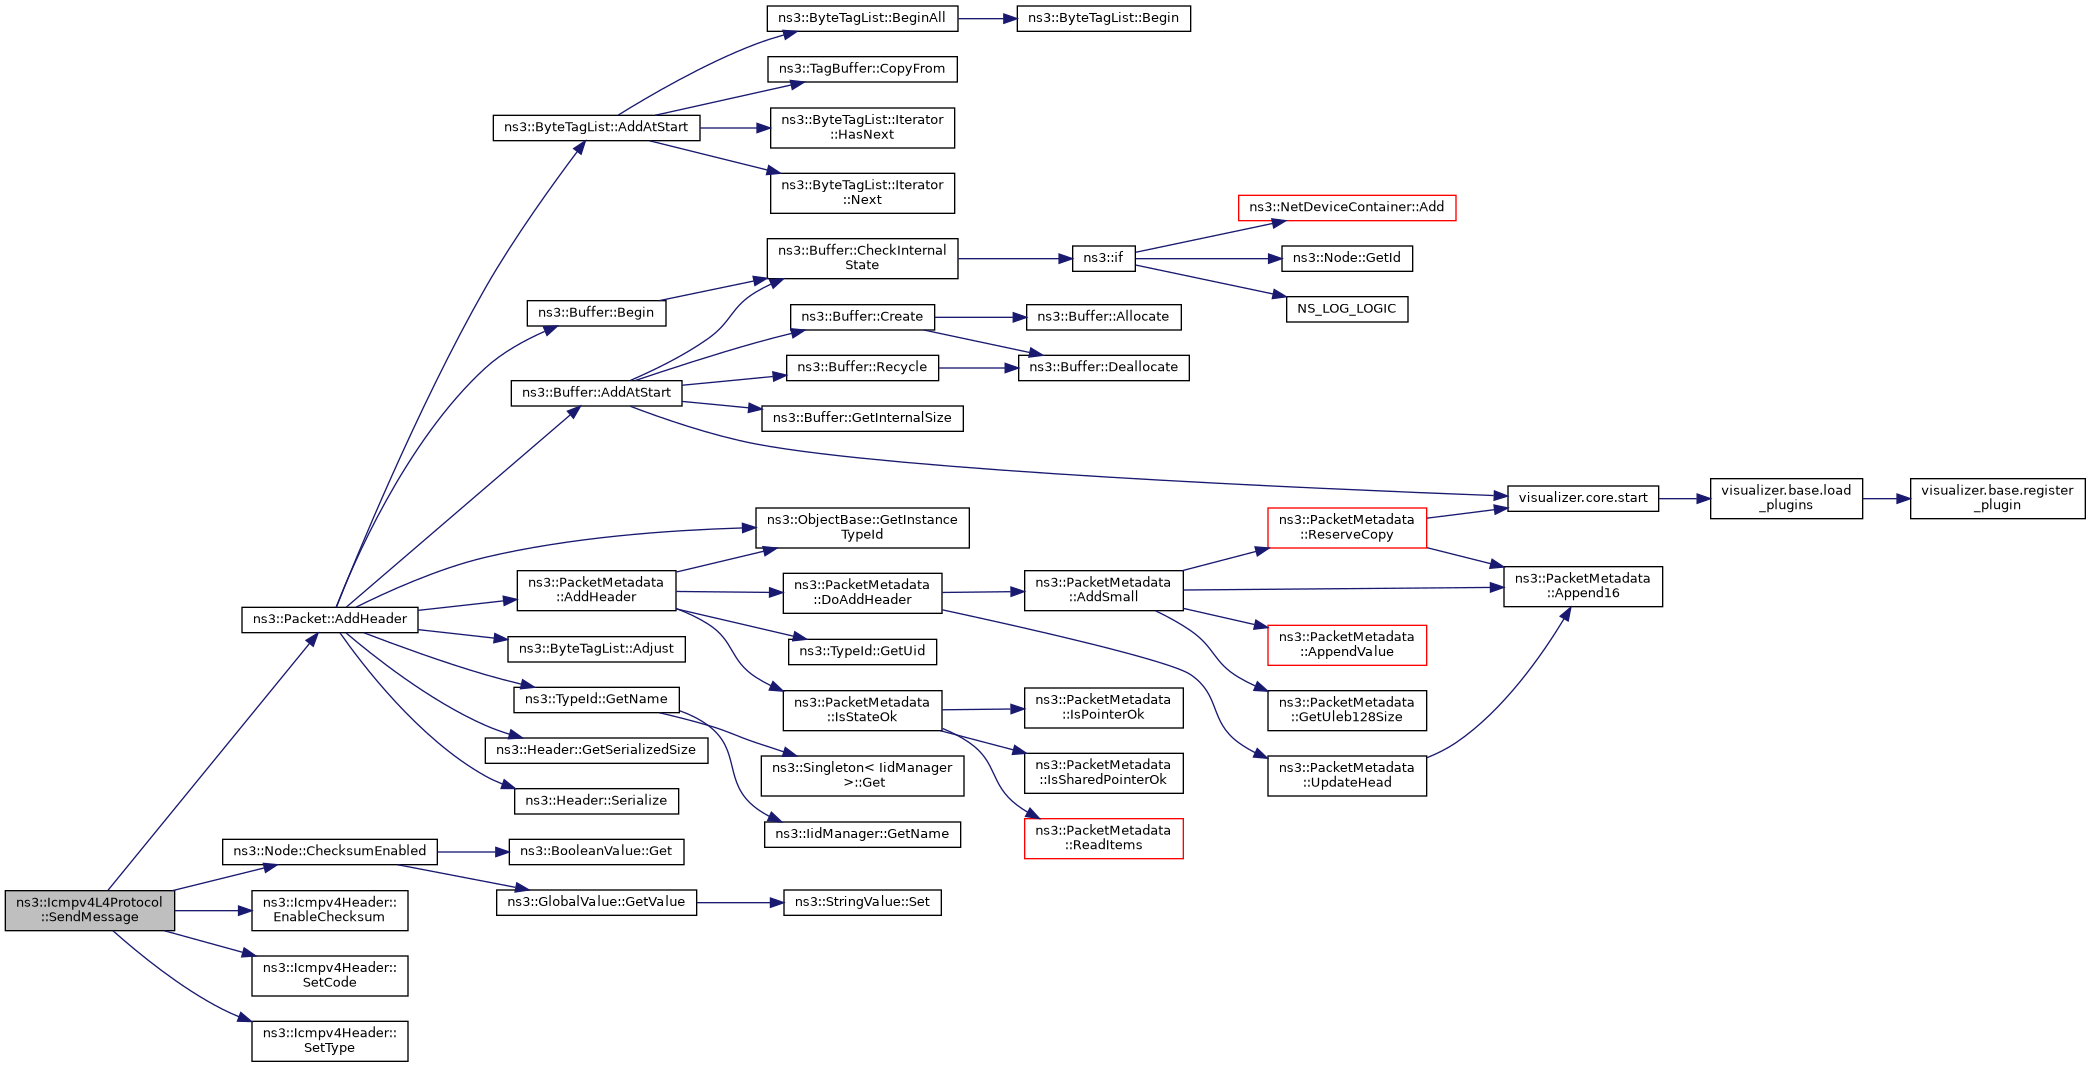 ns3::Icmpv4L4Protocol
::SendMessage
ns3::Packet::AddHeader
ns3::ByteTagList::AddAtStart
ns3::ByteTagList::BeginAll
ns3::ByteTagList::Begin
ns3::TagBuffer::CopyFrom
ns3::ByteTagList::Iterator
::HasNext
ns3::ByteTagList::Iterator
::Next
ns3::Buffer::Begin
ns3::Buffer::CheckInternal
State
ns3::if
ns3::NetDeviceContainer::Add
ns3::Node::GetId
NS_LOG_LOGIC
ns3::Buffer::AddAtStart
ns3::Buffer::Create
ns3::Buffer::Allocate
ns3::Buffer::Deallocate
ns3::Buffer::Recycle
ns3::Buffer::GetInternalSize
visualizer.core.start
visualizer.base.load
_plugins
visualizer.base.register
_plugin
ns3::ObjectBase::GetInstance
TypeId
ns3::PacketMetadata
::AddHeader
ns3::PacketMetadata
::DoAddHeader
ns3::PacketMetadata
::AddSmall
ns3::PacketMetadata
::ReserveCopy
ns3::PacketMetadata
::Append16
ns3::PacketMetadata
::AppendValue
ns3::PacketMetadata
::GetUleb128Size
ns3::PacketMetadata
::UpdateHead
ns3::TypeId::GetUid
ns3::PacketMetadata
::IsStateOk
ns3::PacketMetadata
::IsPointerOk
ns3::PacketMetadata
::IsSharedPointerOk
ns3::PacketMetadata
::ReadItems
ns3::ByteTagList::Adjust
ns3::TypeId::GetName
ns3::Singleton< IidManager
>::Get
ns3::IidManager::GetName
ns3::Header::GetSerializedSize
ns3::Header::Serialize
ns3::Node::ChecksumEnabled
ns3::BooleanValue::Get
ns3::GlobalValue::GetValue
ns3::StringValue::Set
ns3::Icmpv4Header::
EnableChecksum
ns3::Icmpv4Header::
SetCode
ns3::Icmpv4Header::
SetType